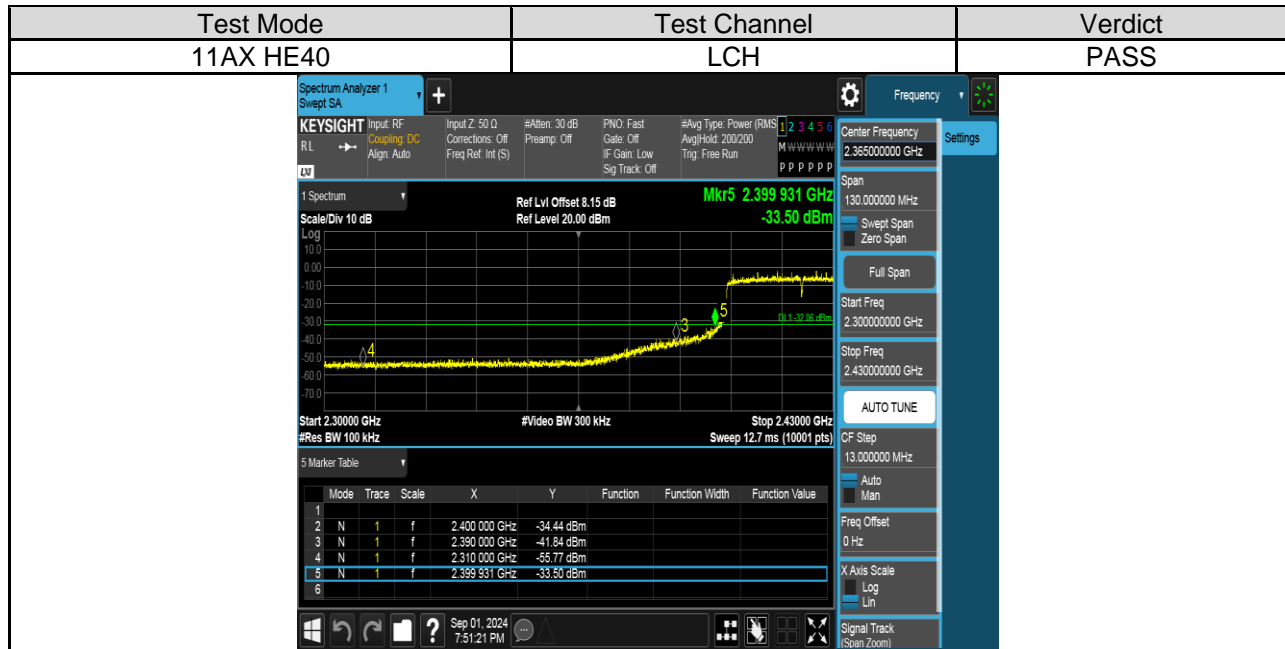 Test Mode Test Channel Verdict
11AX HE40 LCH PASS
Spectrum Analyzer 1
Swept SA
Frequency
KEYSIGHT Input: RF Input Z: 50 Ω #Atten: 30 dB PNO: Fast #Avg Type: Power (RMS 1 2 3 4 5 6
RL Coupling: DC Corrections: Off Preamp: Off Gate: Off Avg|Hold: 200/200 M W W W W W
Align: Auto Freq Ref: Int (S) IF Gain: Low Trig: Free Run
LXI Sig Track: Off P P P P P P
1 Spectrum
Ref Lvl Offset 8.15 dB Mkr5 2.399 931 GHz
Scale/Div 10 dB Ref Level 20.00 dBm -33.50 dBm
Log
10.0
0.00
-10.0
-20.0
-30.0
-40.0
-50.0
-60.0
-70.0
5
DL1 -32.06 dBm
3
4
Start 2.30000 GHz #Video BW 300 kHz Stop 2.43000 GHz
#Res BW 100 kHz Sweep 12.7 ms (10001 pts)
5 Marker Table
Mode Trace Scale X Y Function Function Width Function Value
1
2 N 1 f 2.400 000 GHz -34.44 dBm
3 N 1 f 2.390 000 GHz -41.84 dBm
4 N 1 f 2.310 000 GHz -55.77 dBm
5 N 1 f 2.399 931 GHz -33.50 dBm
6
Sep 01, 2024
7:51:21 PM
Center Frequency
2.365000000 GHz
Settings
Span
130.000000 MHz
Swept Span
Zero Span
Full Span
Start Freq
2.300000000 GHz
Stop Freq
2.430000000 GHz
AUTO TUNE
CF Step
13.000000 MHz
Auto
Man
Freq Offset
0 Hz
X Axis Scale
Log
Lin
Signal Track
(Span Zoom)